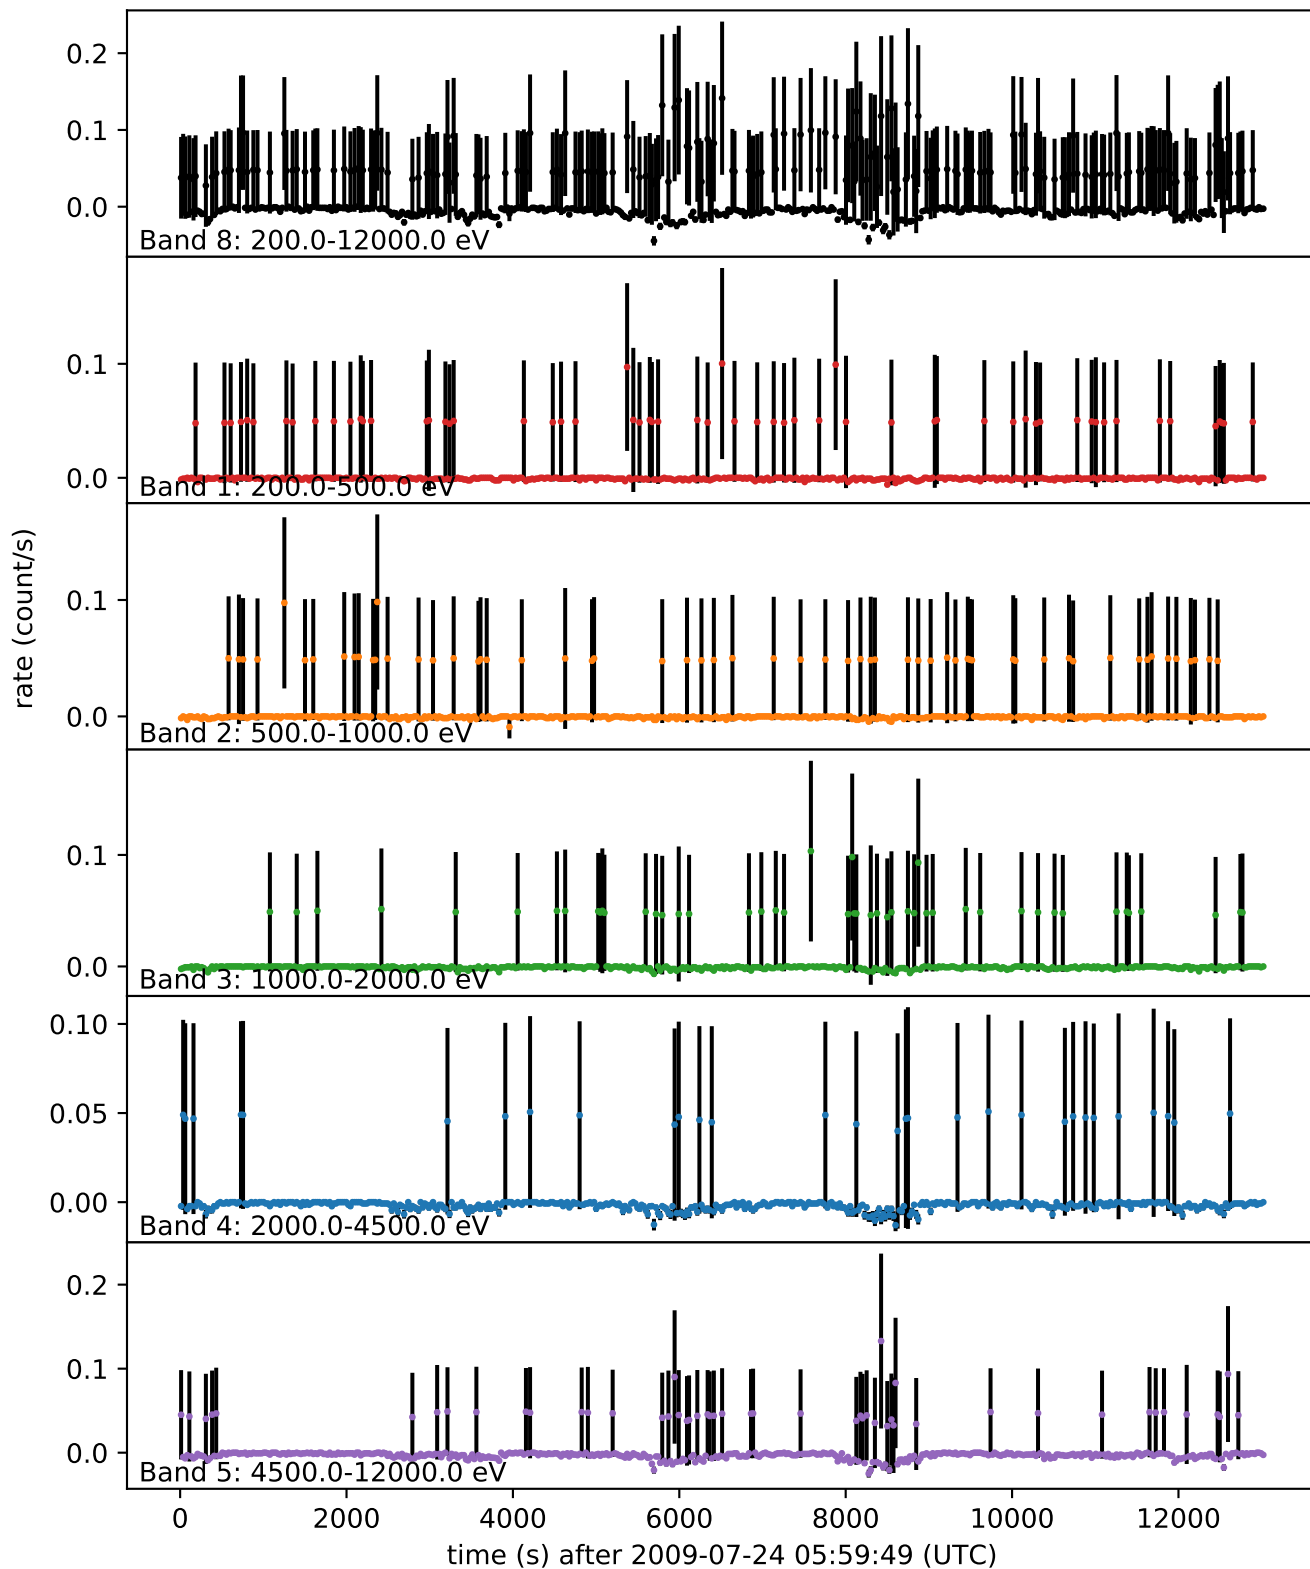 0.2
0.1
0.0
Band 8: 200.0-12000.0 eV
0.1
0.0
Band 1: 200.0-500.0 eV
0.1
0.0
Band 2: 500.0-1000.0 eV
rate (count/s)
0.1
0.0
Band 3: 1000.0-2000.0 eV
0.10
0.05
0.00
Band 4: 2000.0-4500.0 eV
0.2
0.1
0.0
Band 5: 4500.0-12000.0 eV
0 2000 4000 6000 8000 10000 12000
time (s) after 2009-07-24 05:59:49 (UTC)